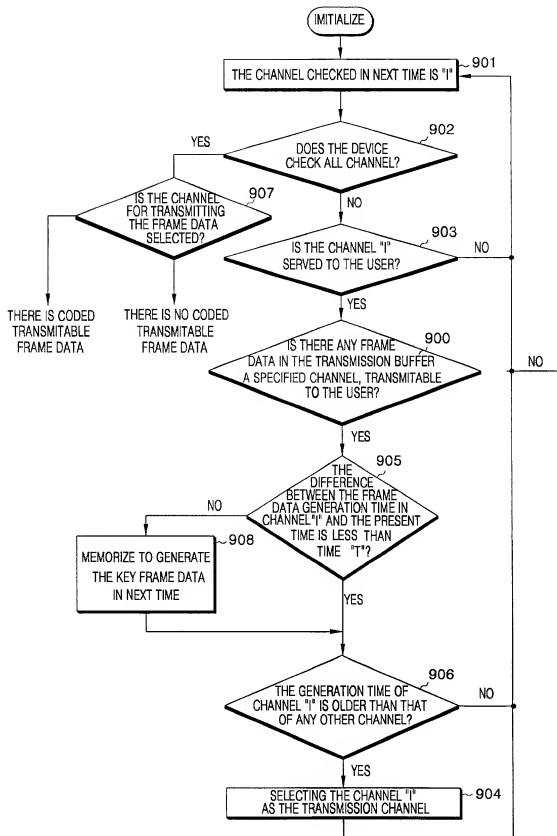 IMITIALIZE
THE CHANNEL CHECKED IN NEXT TIME IS "I"
901
902
YES
DOES THE DEVICE
CHECK ALL CHANNEL?
907
IS THE CHANNEL
FOR TRANSMITTING
THE FRAME DATA
SELECTED?
NO
903
IS THE CHANNEL "I"
SERVED TO THE USER?
NO
THERE IS CODED
TRANSMITABLE
FRAME DATA
THERE IS NO CODED
TRANSMITABLE
FRAME DATA
YES
900
IS THERE ANY FRAME
DATA IN THE TRANSMISSION BUFFER
A SPECIFIED CHANNEL, TRANSMITABLE
TO THE USER?
NO
YES
905
THE
DIFFERENCE
BETWEEN THE FRAME
DATA GENERATION TIME IN
CHANNEL"I" AND THE PRESENT
TIME IS LESS THAN
TIME "T"?
NO
908
MEMORIZE TO GENERATE
THE KEY FRAME DATA
IN NEXT TIME
YES
906
THE GENERATION TIME OF
CHANNEL "I" IS OLDER THAN THAT
OF ANY OTHER CHANNEL?
NO
YES
SELECTING THE CHANNEL "I"
AS THE TRANSMISSION CHANNEL
904